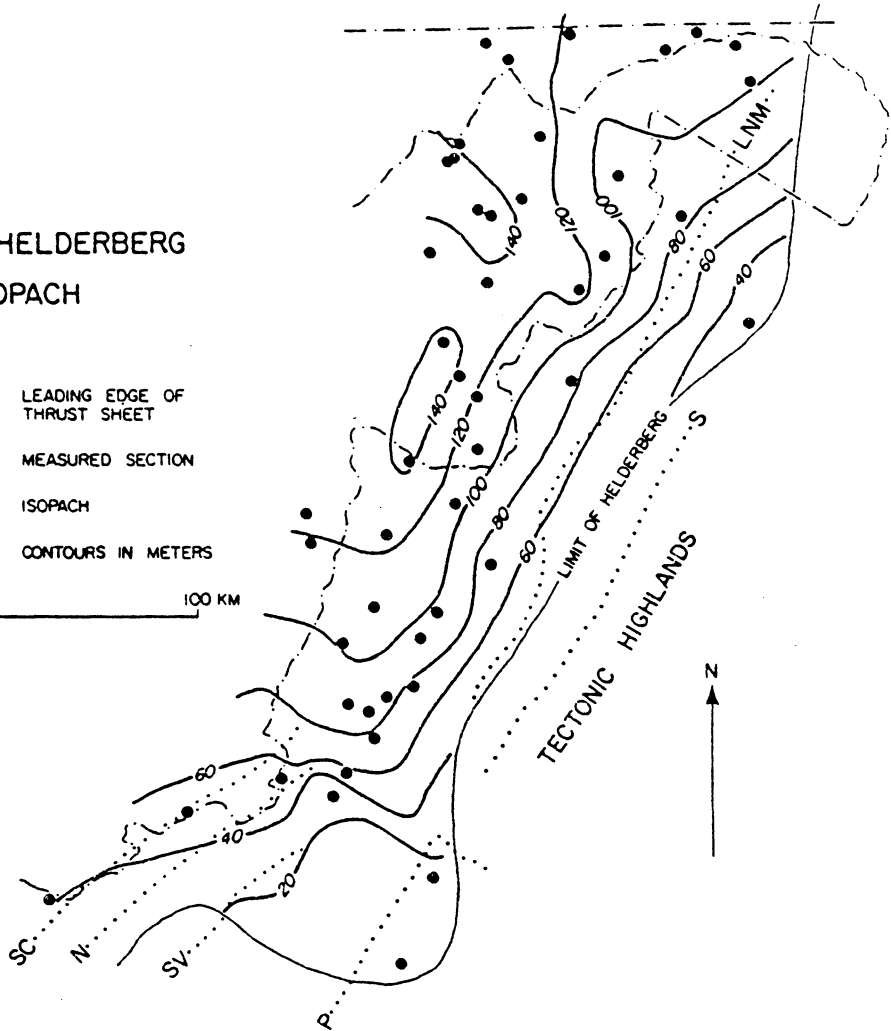 HELDERBERG
OPACH
LEADING EDGE OF
THRUST SHEET
MEASURED SECTION
ISOPACH
CONTOURS IN METERS
100 KM
LNM
140
120
100
80
60
40
140
120
100
80
60
LIMIT OF HELDERBERG
S
TECTONIC HIGHLANDS
N
60
40
20
SC
N
SV
P